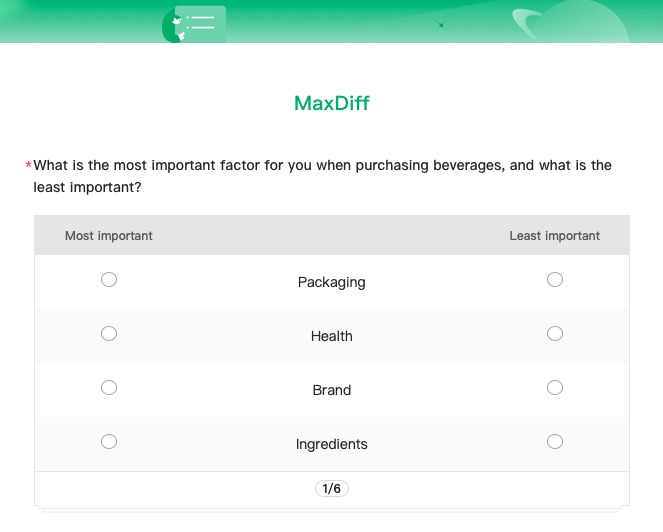 MaxDiff
*What is the most important factor for you when purchasing beverages, and what is the
least important?
Most important Least important
Packaging
Health
Brand
Ingredients
1/6